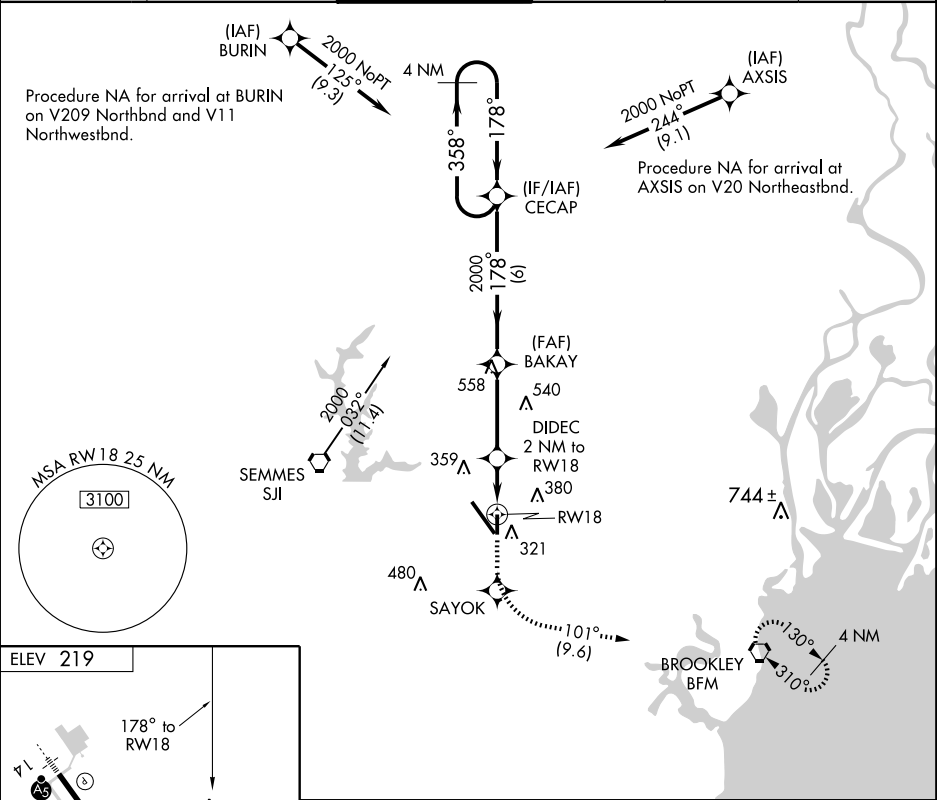 (IAF)
BURIN
2000 NoPT
125°
(9.3)
Procedure NA for arrival at BURIN
on V209 Northbnd and V11
Northwestbnd.
4 NM
358°
178°
(IAF)
AXSIS
2000 NoPT
244°
(9.1)
Procedure NA for arrival at
AXSIS on V20 Northeastbnd.
(IF/IAF)
CECAP
2000
178°
(6)
(FAF)
BAKAY
558
540
2000
032°
(11.4)
SEMMES
SJI
DIDEC
2 NM to
RW18
359
380
RW18
321
744±
MSA RW18 25 NM
3100
480
SAYOK
101°
(9.6)
BROOKLEY
BFM
130°
310°
4 NM
ELEV 219
178° to
RW18
14
A5
P